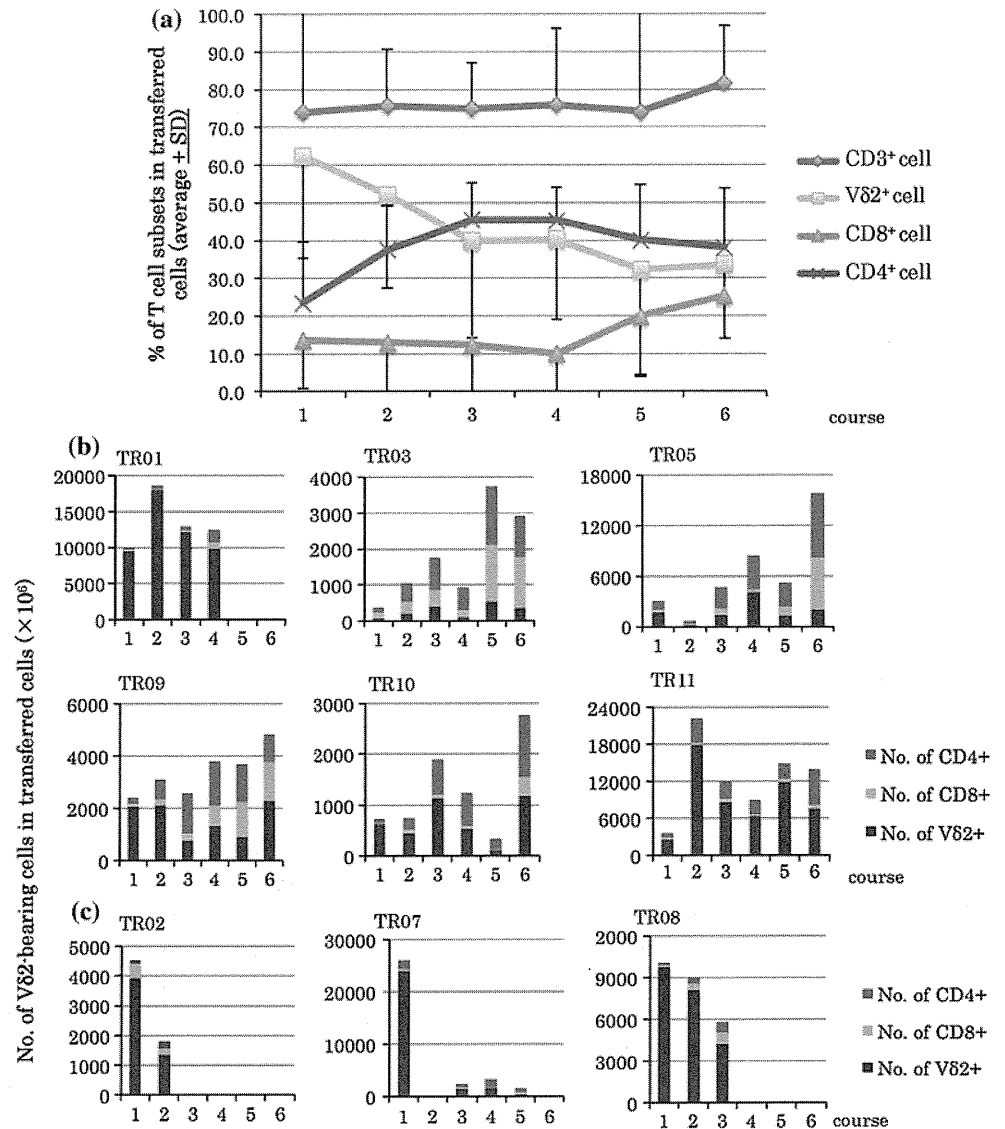 (a)
% of T cell subsets in transferred
cells (average + SD)
100.0
90.0
80.0
70.0
60.0
50.0
40.0
30.0
20.0
10.0
0.0
1 2 3 4 5 6 course
CD3⁺ cell
Vδ2⁺ cell
CD8⁺ cell
CD4⁺ cell
No. of Vδ2-bearing cells in transferred cells (×10⁶)
(b)
TR01
20000
15000
10000
5000
0
1 2 3 4 5 6
TR03
4000
3000
2000
1000
0
1 2 3 4 5 6
TR05
18000
12000
6000
0
1 2 3 4 5 6
TR09
6000
4000
2000
0
1 2 3 4 5 6
TR10
3000
2000
1000
0
1 2 3 4 5 6
TR11
24000
18000
12000
6000
0
1 2 3 4 5 6 course
No. of CD4+
No. of CD8+
No. of Vδ2+
(c)
TR02
5000
4000
3000
2000
1000
0
1 2 3 4 5 6
TR07
30000
20000
10000
0
1 2 3 4 5 6
TR08
2000
9000
6000
3000
0
1 2 3 4 5 6 course
No. of CD4+
No. of CD8+
No. of Vδ2+